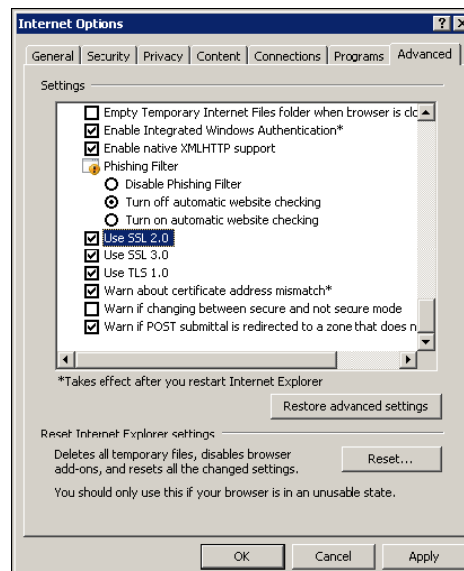 Internet Options
General Security Privacy Content Connections Programs Advanced
Settings
Empty Temporary Internet Files folder when browser is clo
Enable Integrated Windows Authentication*
Enable native XMLHTTP support
Phishing Filter
Disable Phishing Filter
Turn off automatic website checking
Turn on automatic website checking
Use SSL 2.0
Use SSL 3.0
Use TLS 1.0
Warn about certificate address mismatch*
Warn if changing between secure and not secure mode
Warn if POST submittal is redirected to a zone that does n
*Takes effect after you restart Internet Explorer
Restore advanced settings
Reset Internet Explorer settings
Deletes all temporary files, disables browser
add-ons, and resets all the changed settings.
Reset...
You should only use this if your browser is in an unusable state.
OK Cancel Apply